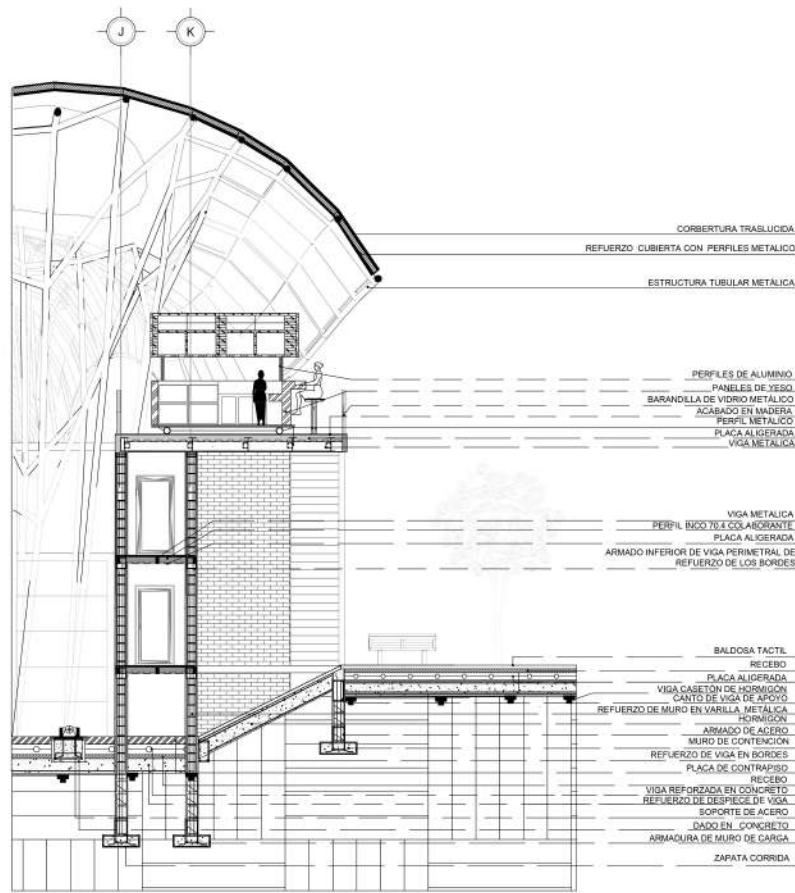 J K
CORBERTURA TRASLUCIDA
REFUERZO CUBIERTA CON PERFILES METALICO
ESTRUCTURA TUBULAR METÁLICA
PERFILES DE ALUMINIO
PANELES DE YESO
BARANDILLA DE VIDRIO METÁLICO
ACABADO EN MADERA
PERFIL METÁLICO
PLACA ALIGERADA
VIGA METÁLICA
VIGA METALICA
PERFIL INCO 70.4 COLABORANTE
PLACA ALIGERADA
ARMADO INFERIOR DE VIGA PERIMETRAL DE
REFUERZO DE LOS BORDES
BALDOSA TACTIL
RECEBO
PLACA ALIGERADA
VIGA CASETÓN DE HORMIGÓN
CANTO DE VIGA DE APOYO
REFUERZO DE MURO EN VARILLA METÁLICA
HORMIGÓN
ARMADO DE ACERO
MURO DE CONTENCIÓN
REFUERZO DE VIGA EN BORDES
PLACA DE CONTRAPISO
RECEBO
VIGA REFORZADA EN CONCRETO
REFUERZO DE DESPIECE DE VIGA
SOPORTE DE ACERO
DADO EN CONCRETO
ARMADURA DE MURO DE CARGA
ZAPATA CORRIDA